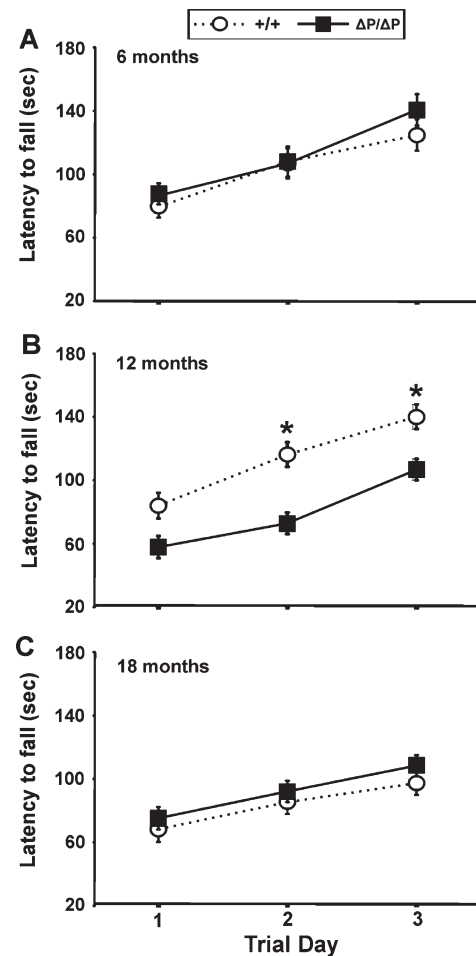 +/+ ΔP/ΔP
A
6 months
Latency to fall (sec)
180
140
100
60
20
B
12 months
Latency to fall (sec)
180
140
100
60
20
*
*
C
18 months
Latency to fall (sec)
180
140
100
60
20
1 2 3
Trial Day